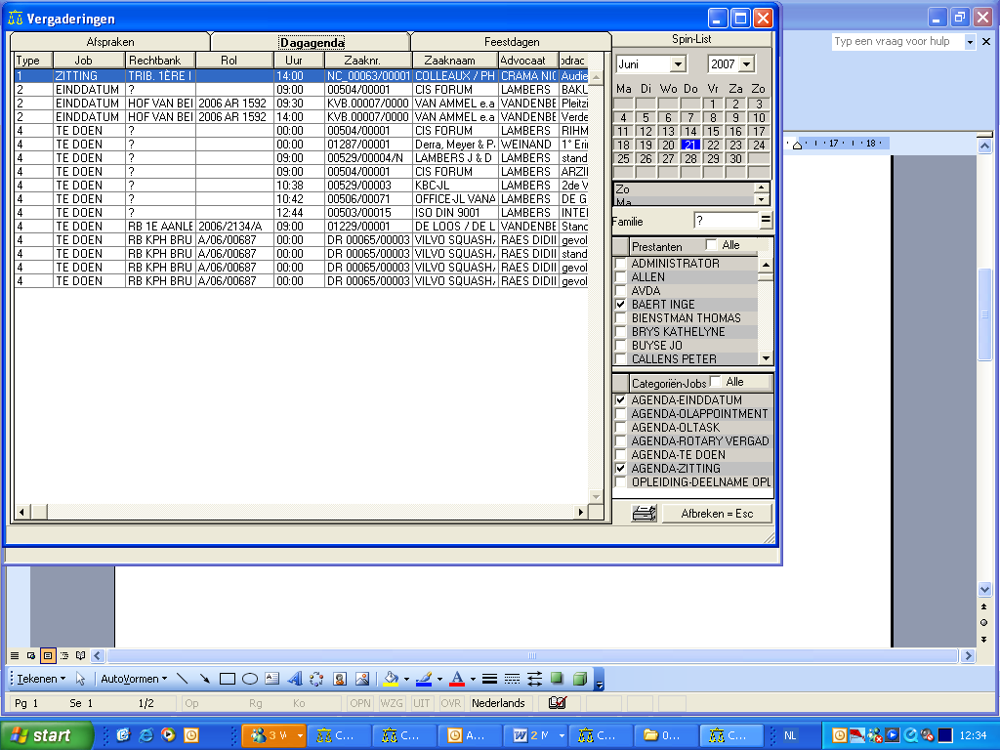 Vergaderingen
Typ een vraag voor hulp
Afspraken Dagagenda Feestdagen Spin-List
Type Job Rechtbank Rol Uur Zaaknr. Zaaknaam Advocaat
1 ZITTING TRIB. 1ÈRE I 14:00 NC_00063/00001 COLLEAUX / PH CRAMA NIC Audie
2 EINDDATUM ? 09:00 00504/00001 CIS FORUM LAMBERS BAKU
2 EINDDATUM HOF VAN BEI 2006 AR 1592 09:30 KVB.00007/0000 VAN AMMEL e.a VANDENBE Pleitzi
2 EINDDATUM HOF VAN BEI 2006 AR 1592 14:00 KVB.00007/0000 VAN AMMEL e.a VANDENBE Verde
4 TE DOEN ? 00:00 00504/00001 CIS FORUM LAMBERS RIHM
4 TE DOEN ? 00:00 01287/00001 Derra, Meyer & P. WEINAND 1° Erin
4 TE DOEN ? 09:00 00529/00004/N LAMBERS J & D LAMBERS stand
4 TE DOEN ? 09:00 00504/00001 CIS FORUM LAMBERS ARZII
4 TE DOEN ? 10:38 00529/00003 KBC-JL LAMBERS 2de V
4 TE DOEN ? 10:42 00506/00071 OFFICE-JL VANA LAMBERS DE G
4 TE DOEN ? 12:44 00503/00015 ISO DIN 9001 LAMBERS INTEI
4 TE DOEN RB 1E AANLE 2006/2134/A 09:00 01229/00001 DE LOOS / DE L VANDENBE Stand
4 TE DOEN RB KPH BRU A/06/00687 00:00 DR 00065/00003 VILVO SQUASH, RAES DIDII gevol
4 TE DOEN RB KPH BRU A/06/00687 00:00 DR 00065/00003 VILVO SQUASH, RAES DIDII stand
4 TE DOEN RB KPH BRU A/06/00687 00:00 DR 00065/00003 VILVO SQUASH, RAES DIDII gevol
4 TE DOEN RB KPH BRU A/06/00687 00:00 DR 00065/00003 VILVO SQUASH, RAES DIDII gevol
Juni 2007
Ma Di Wo Do Vr Za Zo
1 2 3
4 5 6 7 8 9 10
11 12 13 14 15 16 17
18 19 20 21 22 23 24
25 26 27 28 29 30
Zo
Ma
Familie ?
Prestanten Alle
ADMINISTRATOR
ALLEN
AVDA
BAERT INGE
BIENSTMAN THOMAS
BRYS KATHELYNE
BUYSE JO
CALLENS PETER
Categoriën-Jobs Alle
AGENDA-EINDDATUM
AGENDA-OLAPPOINTMENT
AGENDA-OLTASK
AGENDA-ROTARY VERGAD
AGENDA-TE DOEN
AGENDA-ZITTING
OPLEIDING-DEELNAME OPL
Afbreken = Esc
17 18
Tekenen AutoVormen
Pg 1 Se 1 1/2 Op Rg Ko OPN WZG UIT OVR Nederlands
start 3 C... C... A... 2 C... 0... C... NL 12:34